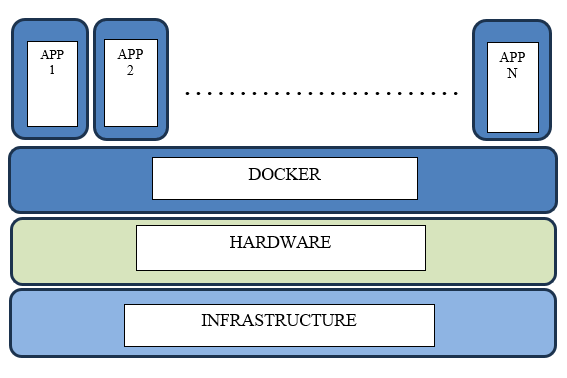 APP
1
APP
2
............................
APP
N
DOCKER
HARDWARE
INFRASTRUCTURE